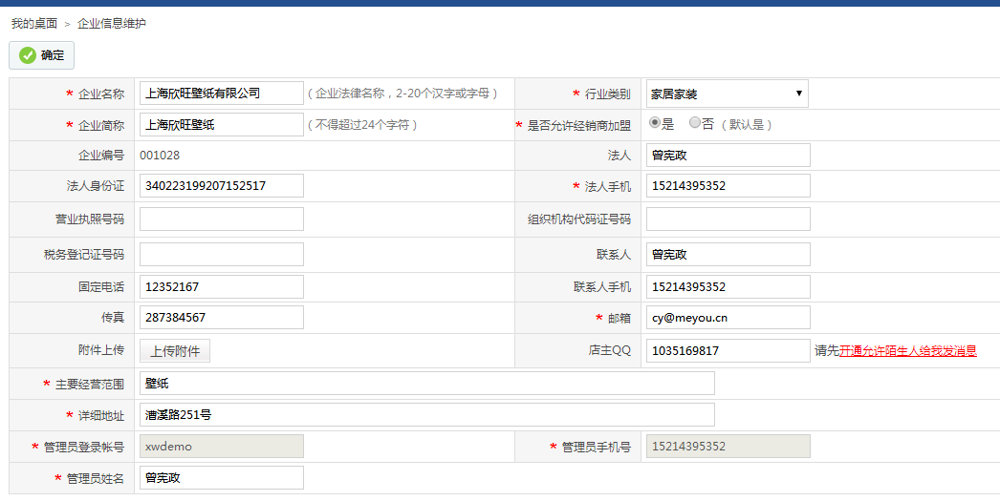 我的桌面 > 企业信息维护
确定
* 企业名称 上海欣旺壁纸有限公司 (企业法律名称，2-20个汉字或字母) * 行业类别 家居家装 ▼
* 企业简称 上海欣旺壁纸 (不得超过24个字符) * 是否允许经销商加盟 是 否 (默认是)
企业编号 001028 法人 曾宪政
法人身份证 340223199207152517 * 法人手机 15214395352
营业执照号码 组织机构代码证号码
税务登记证号码 联系人 曾宪政
固定电话 12352167 联系人手机 15214395352
传真 287384567 * 邮箱 cy@meyou.cn
附件上传 上传附件 店主QQ 1035169817 请先开通允许陌生人给我发消息
* 主要经营范围 壁纸
* 详细地址 漕溪路251号
* 管理员登录帐号 xwdemo * 管理员手机号 15214395352
* 管理员姓名 曾宪政